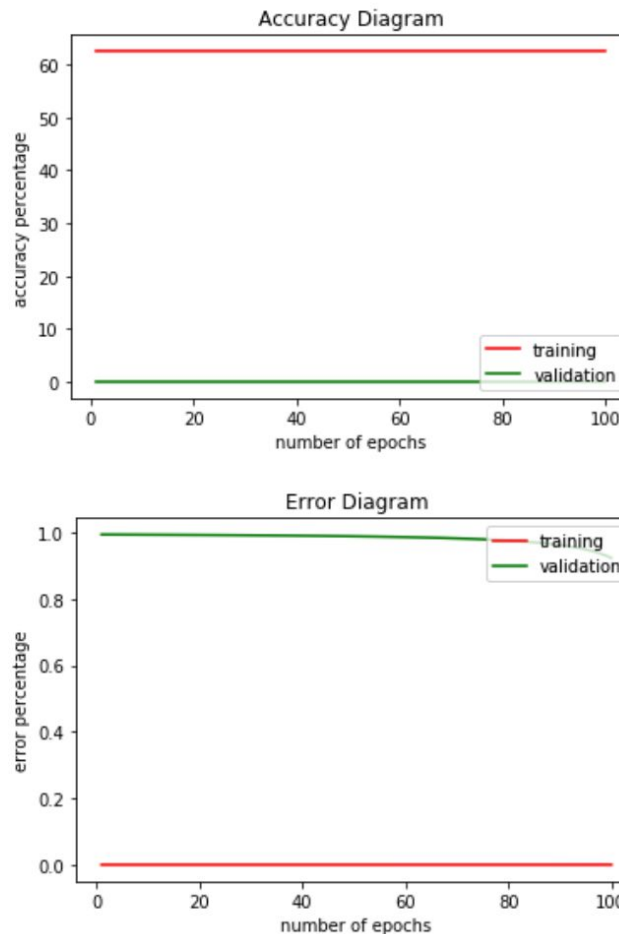 Accuracy Diagram
60
50
40
30
20
10
0
accuracy percentage
training
validation
0 20 40 60 80 100
number of epochs
Error Diagram
1.0
0.8
0.6
0.4
0.2
0.0
error percentage
training
validation
0 20 40 60 80 100
number of epochs